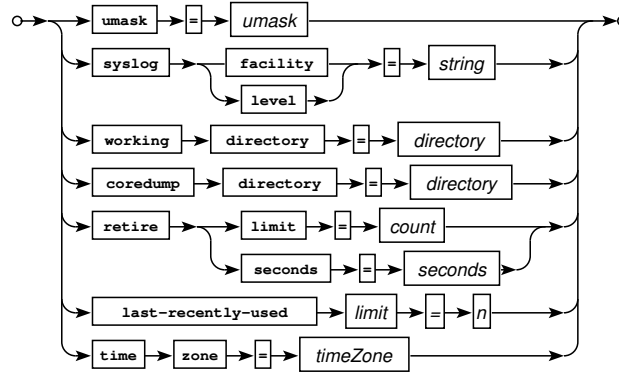 umask = umask
syslog facility = string
level
working directory = directory
coredump directory = directory
retire limit = count
seconds = seconds
last-recently-used limit = n
time zone = timeZone